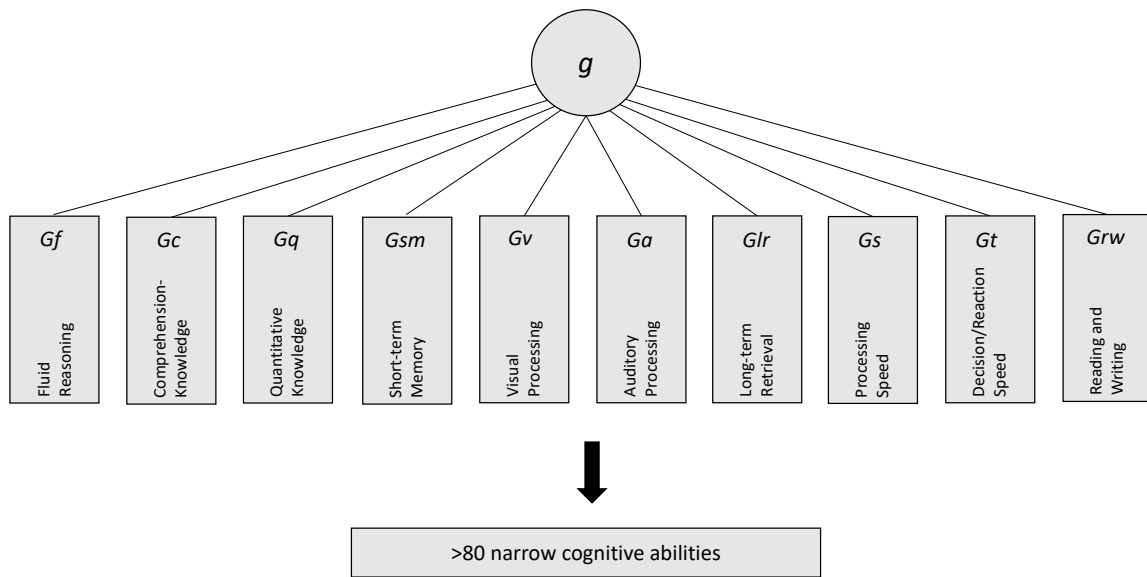 g
Gf
Fluid
Reasoning
Gc
Comprehension-
Knowledge
Gq
Quantitative
Knowledge
Gsm
Short-term
Memory
Gv
Visual
Processing
Ga
Auditory
Processing
Glr
Long-term
Retrieval
Gs
Processing
Speed
Gt
Decision/Reaction
Speed
Grw
Reading and
Writing
>80 narrow cognitive abilities